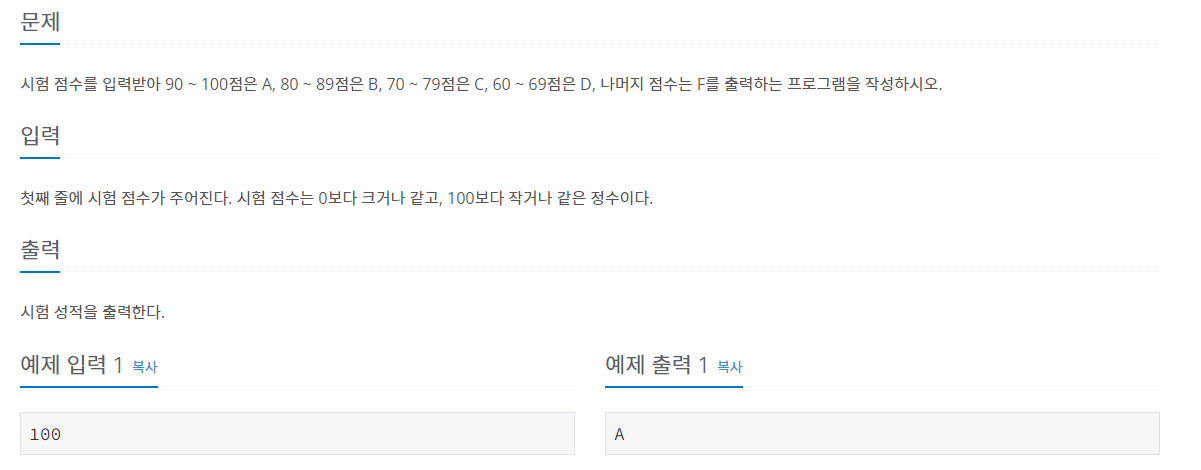 문제
시험 점수를 입력받아 90 ~ 100점은 A, 80 ~ 89점은 B, 70 ~ 79점은 C, 60 ~ 69점은 D, 나머지 점수는 F를 출력하는 프로그램을 작성하시오.
입력
첫째 줄에 시험 점수가 주어진다. 시험 점수는 0보다 크거나 같고, 100보다 작거나 같은 정수이다.
출력
시험 성적을 출력한다.
예제 입력 1 복사
100
예제 출력 1 복사
A